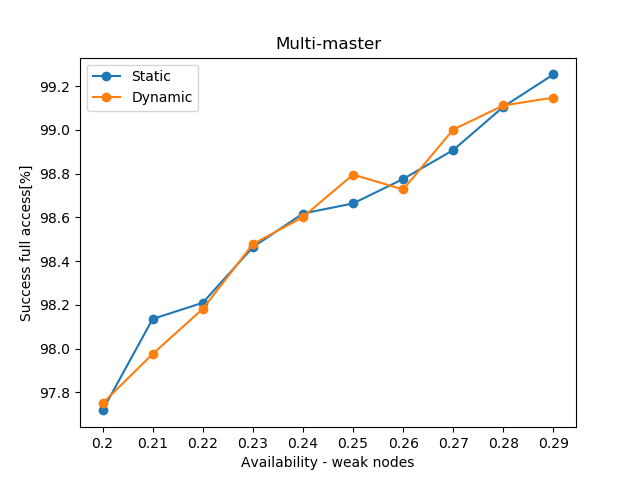 Multi-master
Static
Dynamic
99.2
99.0
98.8
98.6
98.4
98.2
98.0
97.8
Success full access[%]
0.2 0.21 0.22 0.23 0.24 0.25 0.26 0.27 0.28 0.29
Availability - weak nodes